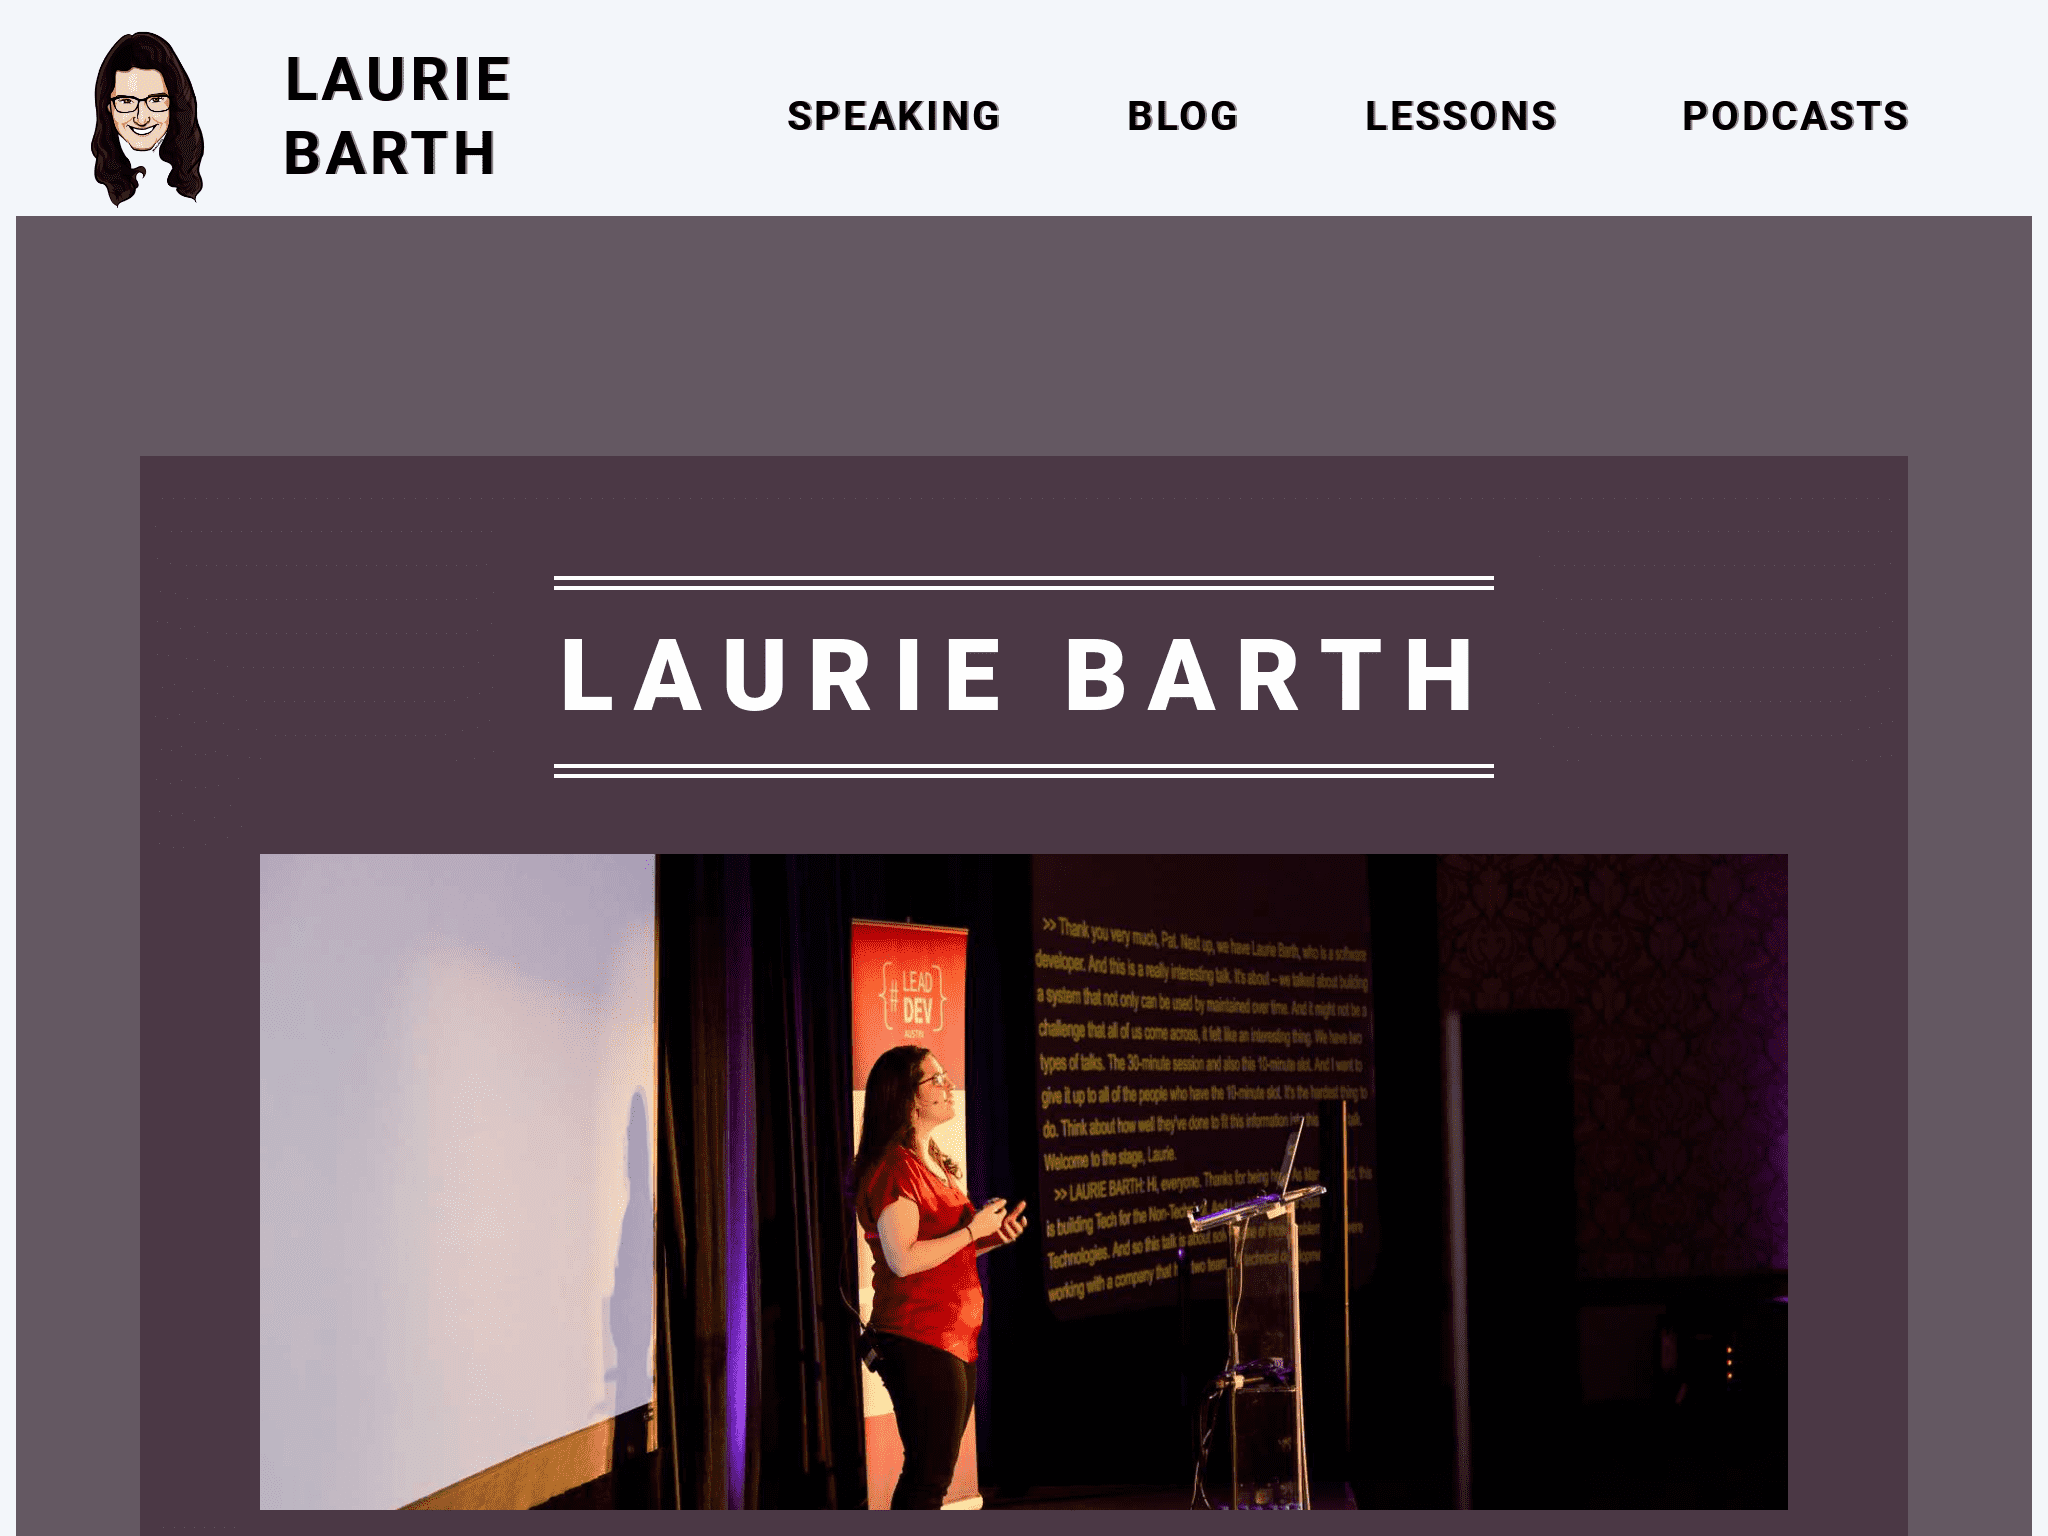 LAURIE
BARTH
SPEAKING
BLOG
LESSONS
PODCASTS
LAURIE BARTH
{# LEAD
DEV}
AUSTIN
>> Thank you very much, Pat. Next up, we have Laurie Barth, who is a software
developer. And this is a really interesting talk. It's about -- we talked about building
a system that not only can be used by maintained over time. And it might not be a
challenge that all of us come across, it felt like an interesting thing. We have two
types of talks. The 30-minute session and also this 10-minute slot. And I want to
give it up to all of the people who have the 10-minute slot. It's the hardest thing to
do. Think about how well they've done to fit this information into this talk.
Welcome to the stage, Laurie.
>> LAURIE BARTH: Hi, everyone. Thanks for being
is building Tech for the Non-Tech
Technologies. And so this talk is about
working with a company that two team technical